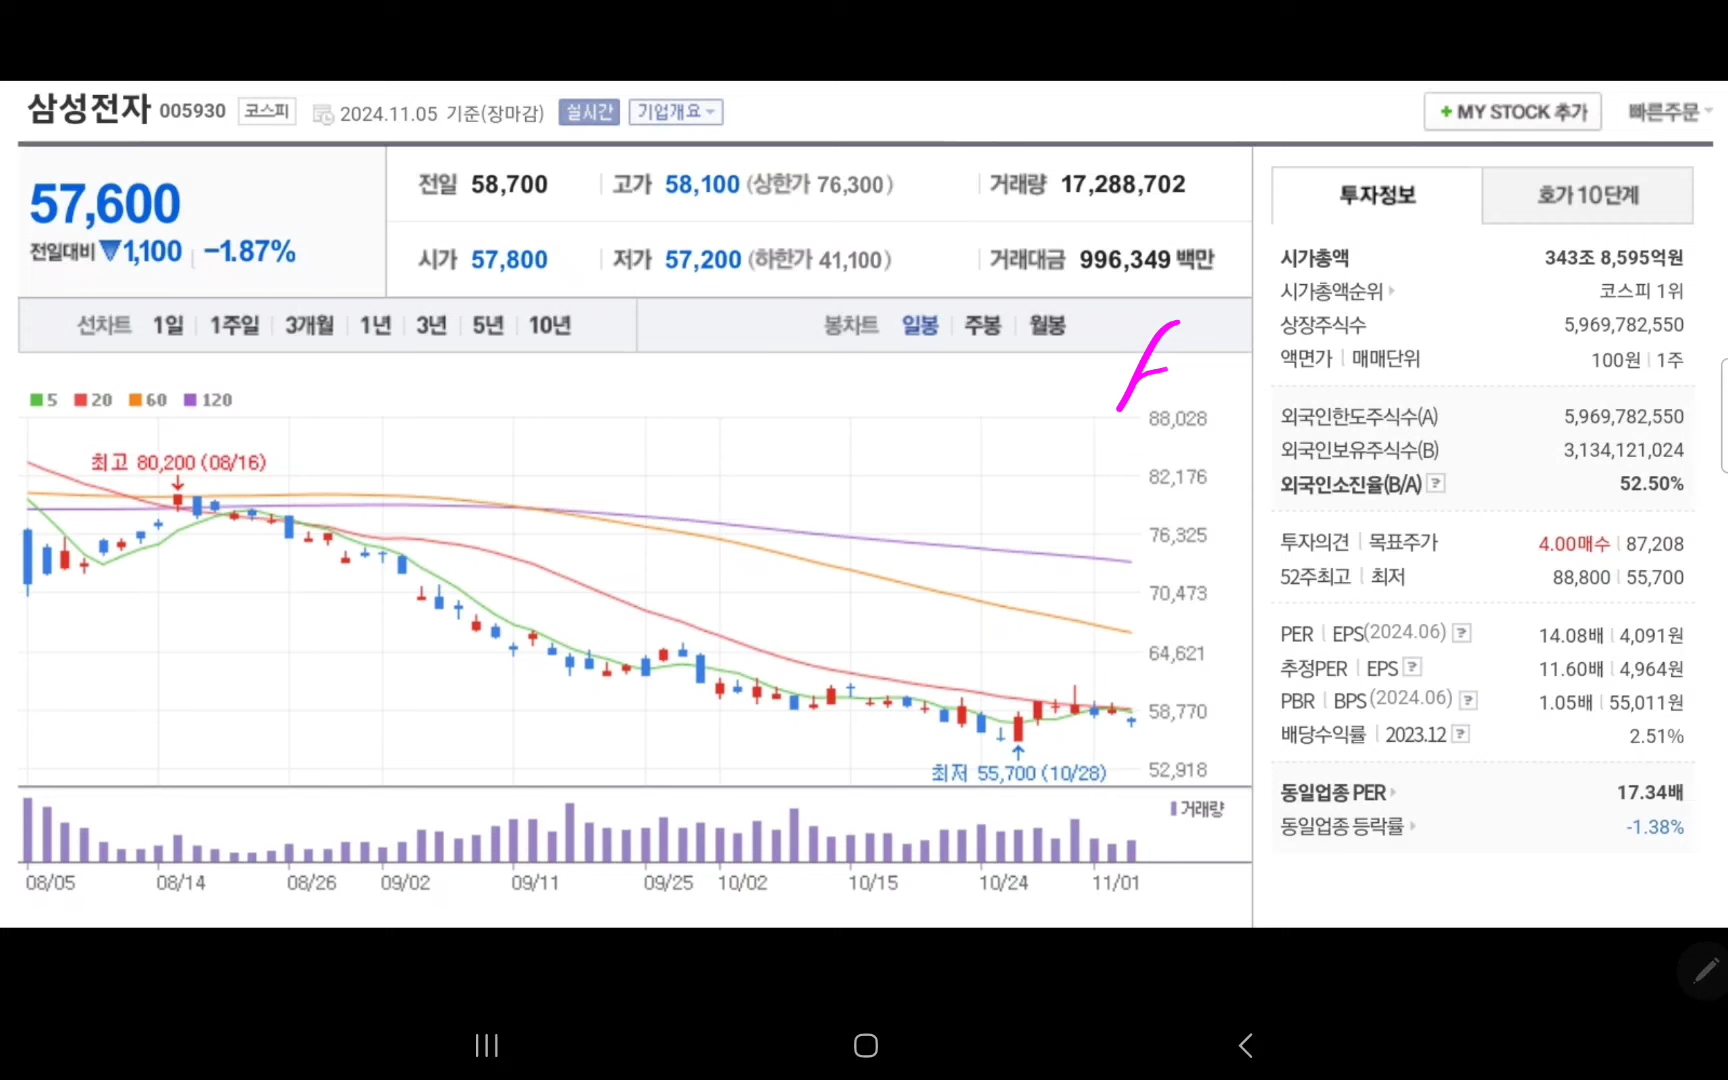 삼성전자 005930 코스피 2024.11.05 기준(장마감) 실시간 기업개요
+ MY STOCK 추가 빠른주문
57,600
전일대비 ▼1,100 -1.87%
전일 58,700 고가 58,100 (상한가 76,300) 거래량 17,288,702
시가 57,800 저가 57,200 (하한가 41,100) 거래대금 996,349 백만
선차트 1일 1주일 3개월 1년 3년 5년 10년 봉차트 일봉 주봉 월봉
5 20 60 120
최고 80,200 (08/16)
88,028
82,176
76,325
70,473
64,621
58,770
52,918
최저 55,700 (10/28)
거래량
08/05 08/14 08/26 09/02 09/11 09/25 10/02 10/15 10/24 11/01
투자정보 호가 10단계
시가총액 343조 8,595억원
시가총액순위 코스피 1위
상장주식수 5,969,782,550
액면가 매매단위 100원 1주
외국인한도주식수(A) 5,969,782,550
외국인보유주식수(B) 3,134,121,024
외국인소진율(B/A) ? 52.50%
투자의견 목표주가 4.00매수 87,208
52주최고 최저 88,800 55,700
PER EPS(2024.06) ? 14.08배 4,091원
추정PER EPS ? 11.60배 4,964원
PBR BPS(2024.06) ? 1.05배 55,011원
배당수익률 2023.12 ? 2.51%
동일업종 PER 17.34배
동일업종 등락률 -1.38%